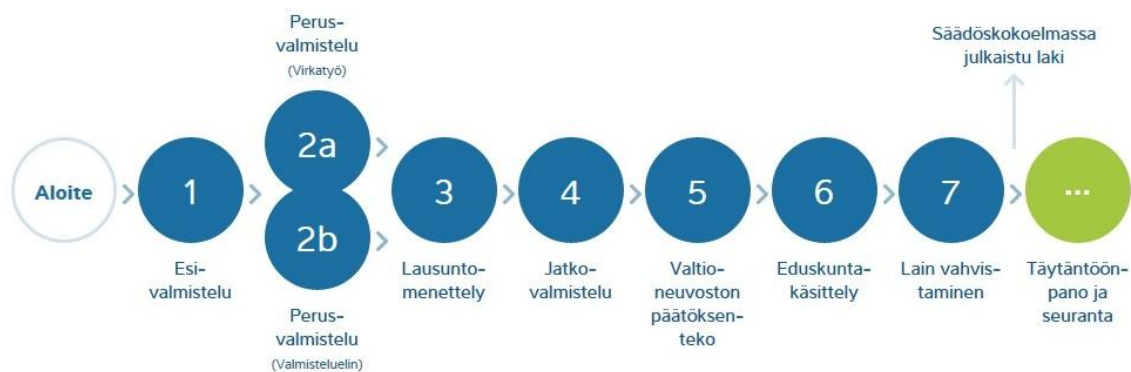 Perus-
valmistelu
(Virkatyö)
Säädöskokoelmassa
julkaistu laki
Aloite
1
2a
2b
3
4
5
6
7
...
Esi-
valmistelu
Perus-
valmistelu
(Valmisteluelin)
Lausunto-
menettely
Jatko-
valmistelu
Valtio-
neuvoston
päätöksen-
teko
Eduskunta-
käsittely
Lain vahvis-
taminen
Täytäntöön-
pano ja
seuranta